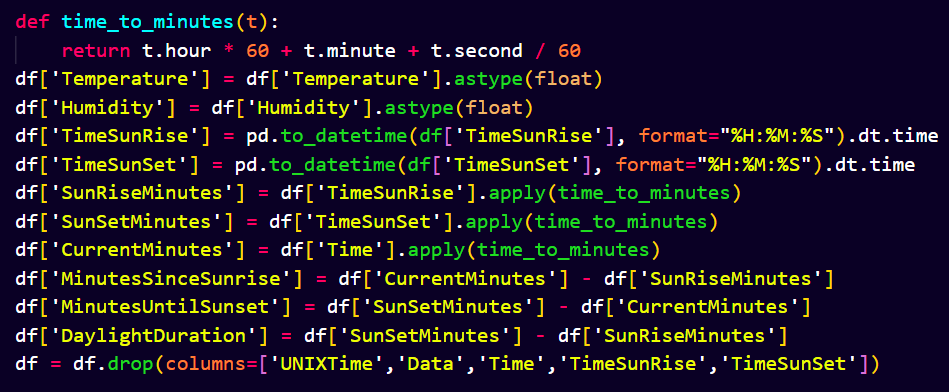 def time_to_minutes(t):
    return t.hour * 60 + t.minute + t.second / 60
df['Temperature'] = df['Temperature'].astype(float)
df['Humidity'] = df['Humidity'].astype(float)
df['TimeSunRise'] = pd.to_datetime(df['TimeSunRise'], format="%H:%M:%S").dt.time
df['TimeSunSet'] = pd.to_datetime(df['TimeSunSet'], format="%H:%M:%S").dt.time
df['SunRiseMinutes'] = df['TimeSunRise'].apply(time_to_minutes)
df['SunSetMinutes'] = df['TimeSunSet'].apply(time_to_minutes)
df['CurrentMinutes'] = df['Time'].apply(time_to_minutes)
df['MinutesSinceSunrise'] = df['CurrentMinutes'] - df['SunRiseMinutes']
df['MinutesUntilSunset'] = df['SunSetMinutes'] - df['CurrentMinutes']
df['DaylightDuration'] = df['SunSetMinutes'] - df['SunRiseMinutes']
df = df.drop(columns=['UNIXTime','Data','Time','TimeSunRise','TimeSunSet'])